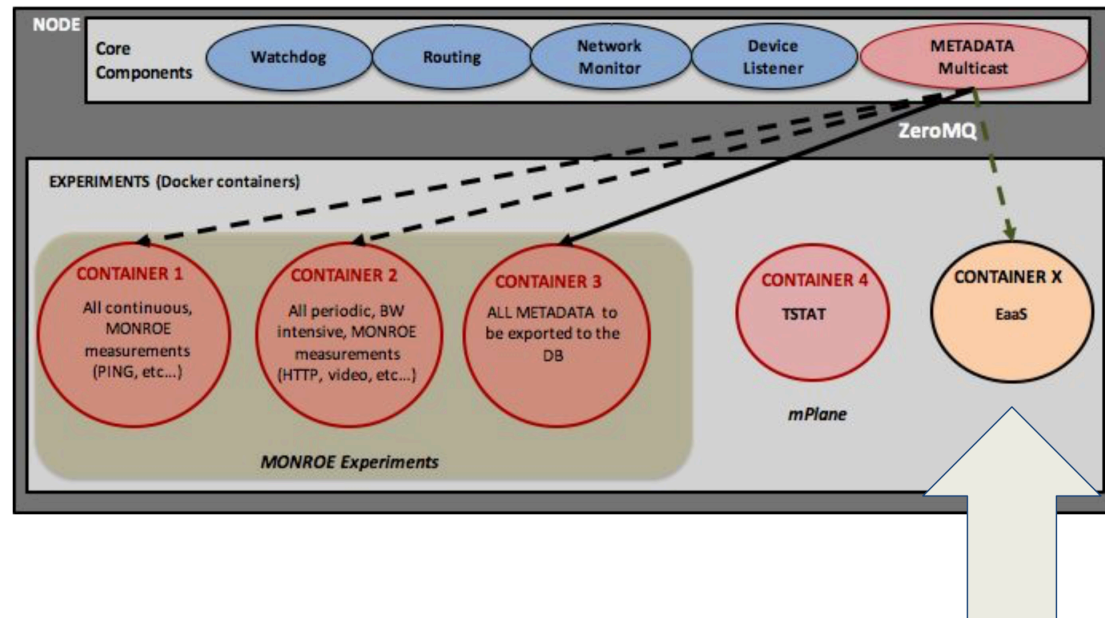 NODE
Core
Components
Watchdog
Routing
Network
Monitor
Device
Listener
METADATA
Multicast
ZeroMQ
EXPERIMENTS (Docker containers)
CONTAINER 1
All continuous,
MONROE
measurements
(PING, etc...)
CONTAINER 2
All periodic, BW
intensive, MONROE
measurements
(HTTP, video, etc...)
CONTAINER 3
ALL METADATA to
be exported to the
DB
CONTAINER 4
TSTAT
CONTAINER X
EaaS
mPlane
MONROE Experiments